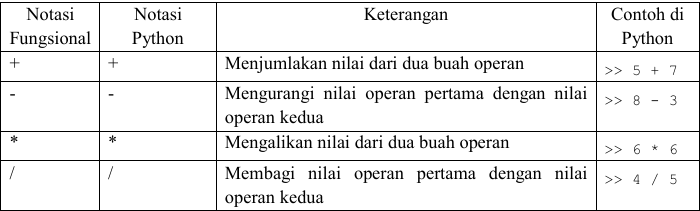 Notasi Fungsional | Notasi Python | Keterangan | Contoh di Python
+ | + | Menjumlakan nilai dari dua buah operan | >> 5 + 7
- | - | Mengurangi nilai operan pertama dengan nilai operan kedua | >> 8 - 3
* | * | Mengalikan nilai dari dua buah operan | >> 6 * 6
/ | / | Membagi nilai operan pertama dengan nilai operan kedua | >> 4 / 5